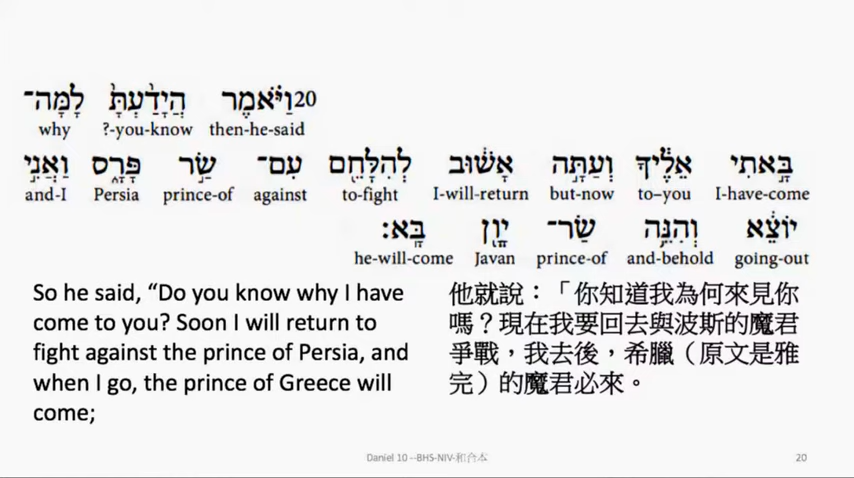 20 וַיֹּ֗אמֶר הֲיָדַ֙עְתָּ֙ לָמָּה־
why ?-you-know then-he-said
בָּ֣אתִי אֵלֶ֔יךָ וְעַתָּ֣ה אָשׁ֔וּב לְהִלָּחֵ֖ם עִם־ שַׂ֣ר פָּרָ֑ס וַאֲנִ֣י
and-I Persia prince-of against to-fight I-will-return but-now to–you I-have-come
יוֹצֵ֔א וְהִנֵּ֥ה שַׂר־ יָוָ֖ן בָּֽא׃
he-will-come Javan prince-of and-behold going-out
So he said, “Do you know why I have
come to you? Soon I will return to
fight against the prince of Persia, and
when I go, the prince of Greece will
come;
他就說：「你知道我為何來見你
嗎？現在我要回去與波斯的魔君
爭戰，我去後，希臘（原文是雅
完）的魔君必來。
Daniel 10 --BHS-NIV-和合本
20